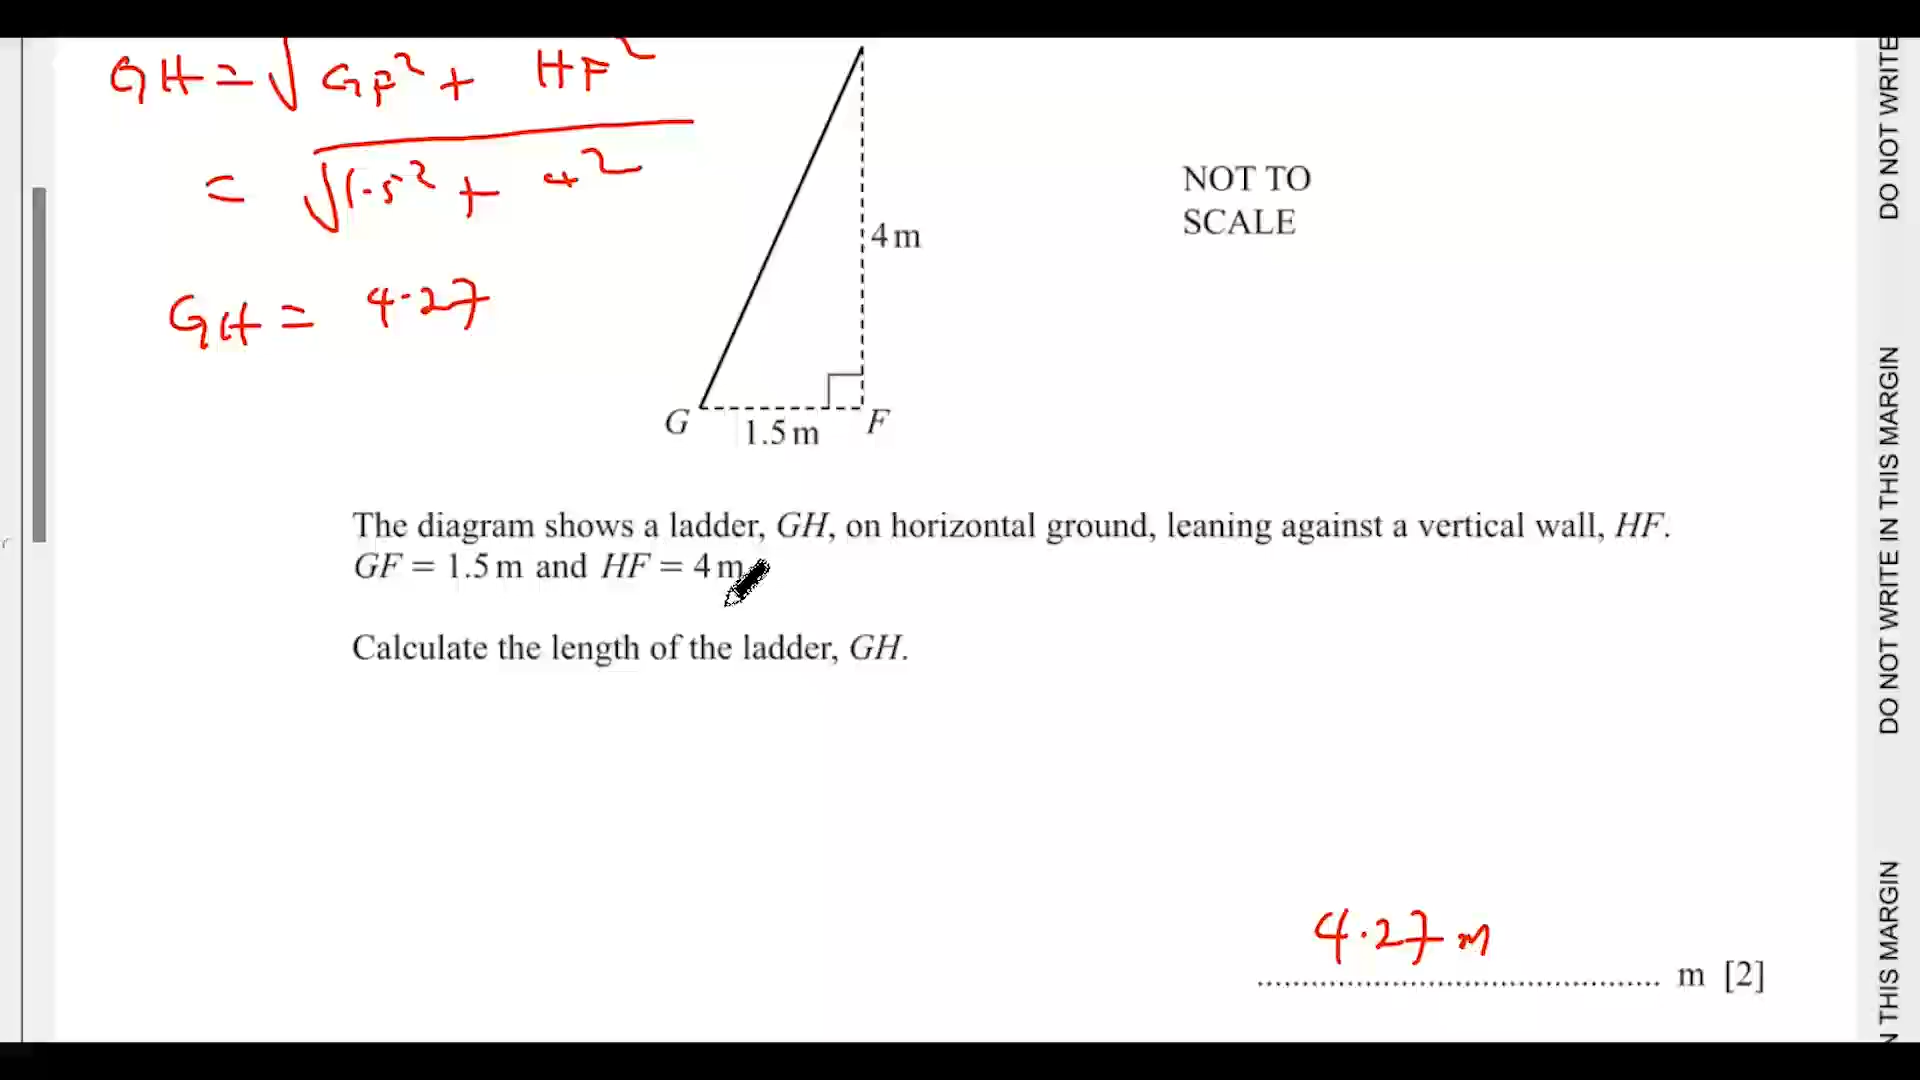 GH = √GF² + HF²
= √1.5² + 4²
GH = 4.27
NOT TO
SCALE
4 m
G
1.5 m
F
The diagram shows a ladder, GH, on horizontal ground, leaning against a vertical wall, HF.
GF = 1.5 m and HF = 4 m
Calculate the length of the ladder, GH.
4.27 m
........................................ m [2]
DO NOT WRITE
DO NOT WRITE IN THIS MARGIN
THIS MARGIN